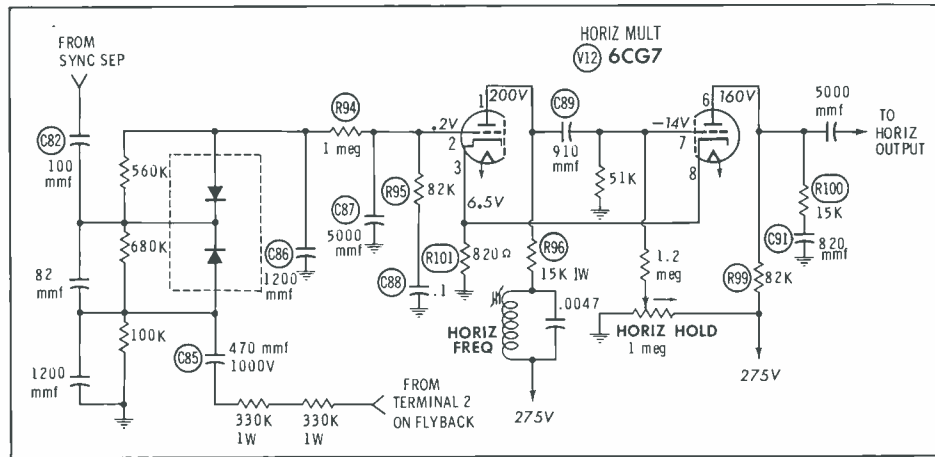 FROM
SYNC SEP
HORIZ MULT
V12 6CG7
C82
100
mmf
560K
680K
82
mmf
1200
mmf
100K
C85
470 mmf
1000V
330K
1W
330K
1W
FROM
TERMINAL 2
ON FLYBACK
C86
1200
mmf
R94
1 meg
C87
5000
mmf
R95
82K
C88
.1
.2V
1
2
3
200V
6.5V
R101
820Ω
R96
15K 1W
HORIZ
FREQ
.0047
275V
C89
910
mmf
51K
-14V
6
7
8
160V
1.2
meg
HORIZ HOLD
1 meg
R99
82K
275V
5000
mmf
TO
HORIZ
OUTPUT
R100
15K
C91
820
mmf